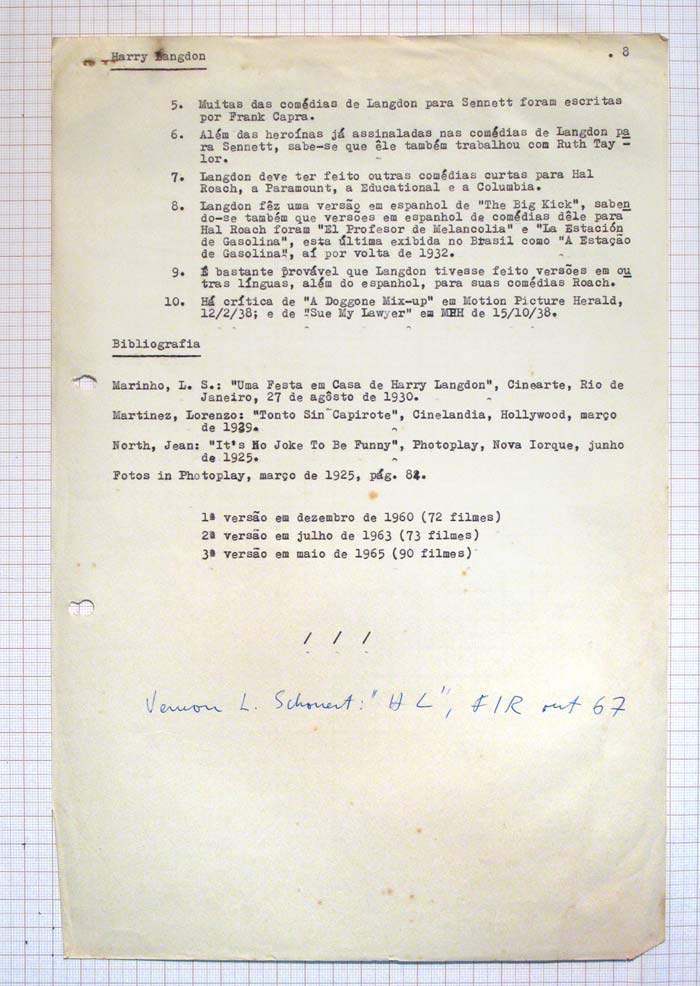 Harry Langdon . 8
5. Muitas das comédias de Langdon para Sennett foram escritas
por Frank Capra.
6. Além das heroínas já assinaladas nas comédias de Langdon pa
ra Sennett, sabe-se que êle também trabalhou com Ruth Tay -
lor.
7. Langdon deve ter feito outras comédias curtas para Hal
Roach, a Paramount, a Educational e a Columbia.
8. Langdon fêz uma versão em espanhol de "The Big Kick", saben
do-se também que versões em espanhol de comédias dêle para
Hal Roach foram "El Profesor de Melancolia" e "La Estación
de Gasolina", esta última exibida no Brasil como "A Estação
de Gasolina", aí por volta de 1932.
9. É bastante provável que Langdon tivesse feito versões em ou
tras línguas, além do espanhol, para suas comédias Roach.
10. Há crítica de "A Doggone Mix-up" em Motion Picture Herald,
12/2/38; e de "Sue My Lawyer" em MPH de 15/10/38.
Bibliografia
Marinho, L. S.: "Uma Festa em Casa de Harry Langdon", Cinearte, Rio de
Janeiro, 27 de agôsto de 1930.
Martinez, Lorenzo: "Tonto Sin Capirote", Cinelandia, Hollywood, março
de 1929.
North, Jean: "It's No Joke To Be Funny", Photoplay, Nova Iorque, junho
de 1925.
Fotos in Photoplay, março de 1925, pág. 82.
1ª versão em dezembro de 1960 (72 filmes)
2ª versão em julho de 1963 (73 filmes)
3ª versão em maio de 1965 (90 filmes)
/ / /
Vernon L. Schonert: "H L", FIR out 67